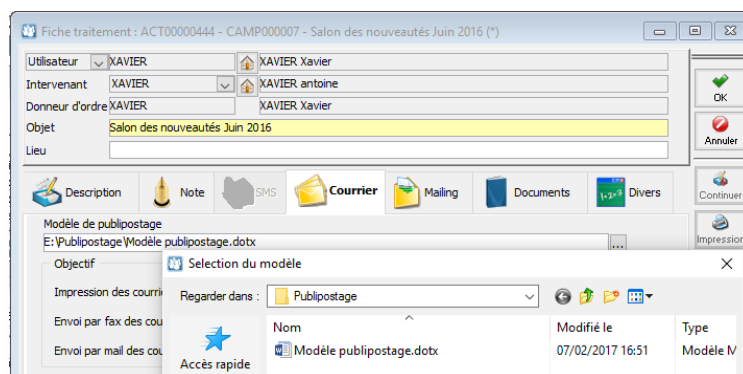 Fiche traitement : ACT00000444 - CAMP000007 - Salon des nouveautés Juin 2016 (*)
Utilisateur XAVIER XAVIER Xavier
Intervenant XAVIER XAVIER antoine
Donneur d'ordre XAVIER XAVIER Xavier
Objet Salon des nouveautés Juin 2016
Lieu
OK
Annuler
Continuer
Impression
Description Note SMS Courrier Mailing Documents 1+2=3 Divers
Modèle de publipostage
E:\Publipostage\Modèle publipostage.dotx ...
Objectif
Impression des courri
Envoi par fax des cou
Envoi par mail des cou
Selection du modèle
Regarder dans : Publipostage
Accès rapide
Nom Modifié le Type
Modèle publipostage.dotx 07/02/2017 16:51 Modèle M